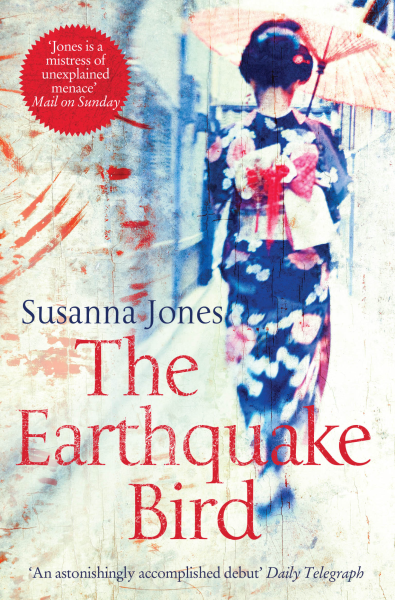 ‘Jones is a
mistress of
unexplained
menace’
Mail on Sunday
Susanna Jones
The
Earthquake
Bird
‘An astonishingly accomplished debut’ Daily Telegraph